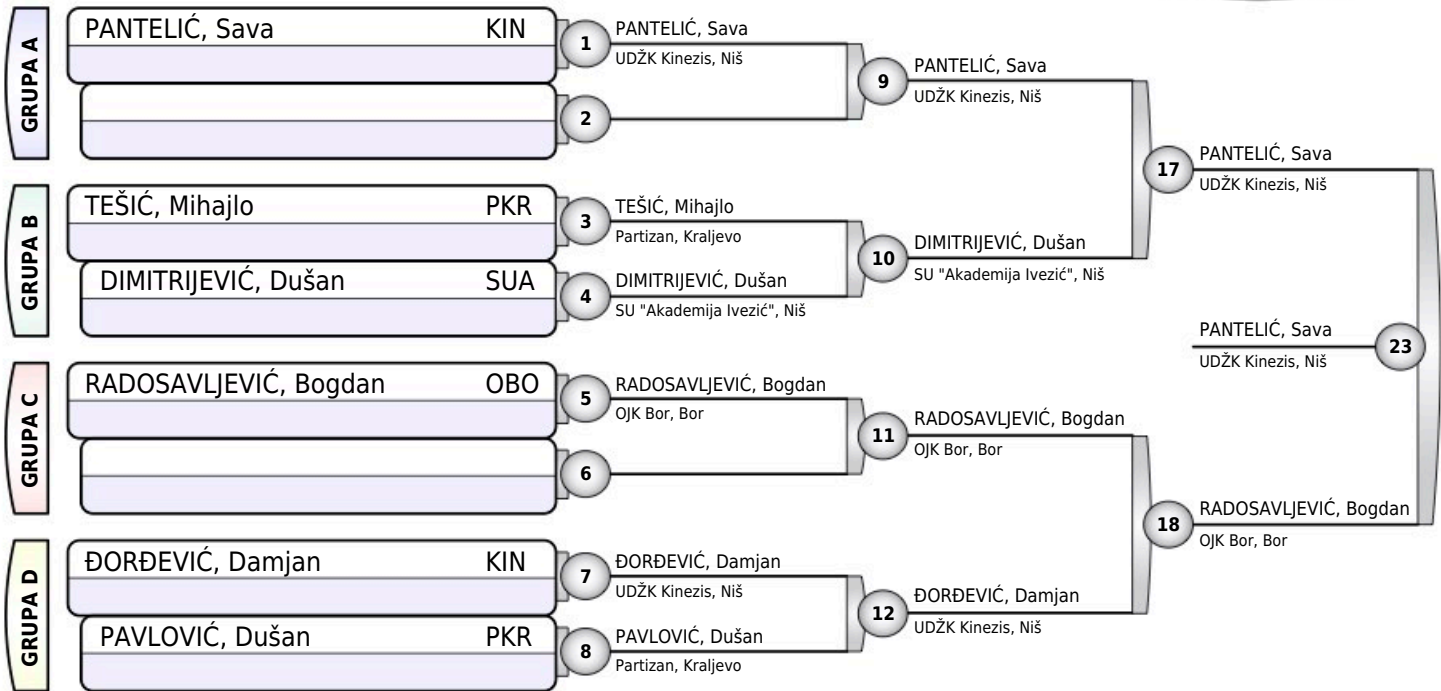 GRUPA A
PANTELIĆ, Sava KIN
1
PANTELIĆ, Sava
UDŽK Kinezis, Niš
2
9
PANTELIĆ, Sava
UDŽK Kinezis, Niš
GRUPA B
TEŠIĆ, Mihajlo PKR
3
TEŠIĆ, Mihajlo
Partizan, Kraljevo
DIMITRIJEVIĆ, Dušan SUA
4
DIMITRIJEVIĆ, Dušan
SU "Akademija Ivezić", Niš
10
DIMITRIJEVIĆ, Dušan
SU "Akademija Ivezić", Niš
17
PANTELIĆ, Sava
UDŽK Kinezis, Niš
GRUPA C
RADOSAVLJEVIĆ, Bogdan OBO
5
RADOSAVLJEVIĆ, Bogdan
OJK Bor, Bor
6
11
RADOSAVLJEVIĆ, Bogdan
OJK Bor, Bor
GRUPA D
ĐORĐEVIĆ, Damjan KIN
7
ĐORĐEVIĆ, Damjan
UDŽK Kinezis, Niš
PAVLOVIĆ, Dušan PKR
8
PAVLOVIĆ, Dušan
Partizan, Kraljevo
12
ĐORĐEVIĆ, Damjan
UDŽK Kinezis, Niš
18
RADOSAVLJEVIĆ, Bogdan
OJK Bor, Bor
PANTELIĆ, Sava
UDŽK Kinezis, Niš
23